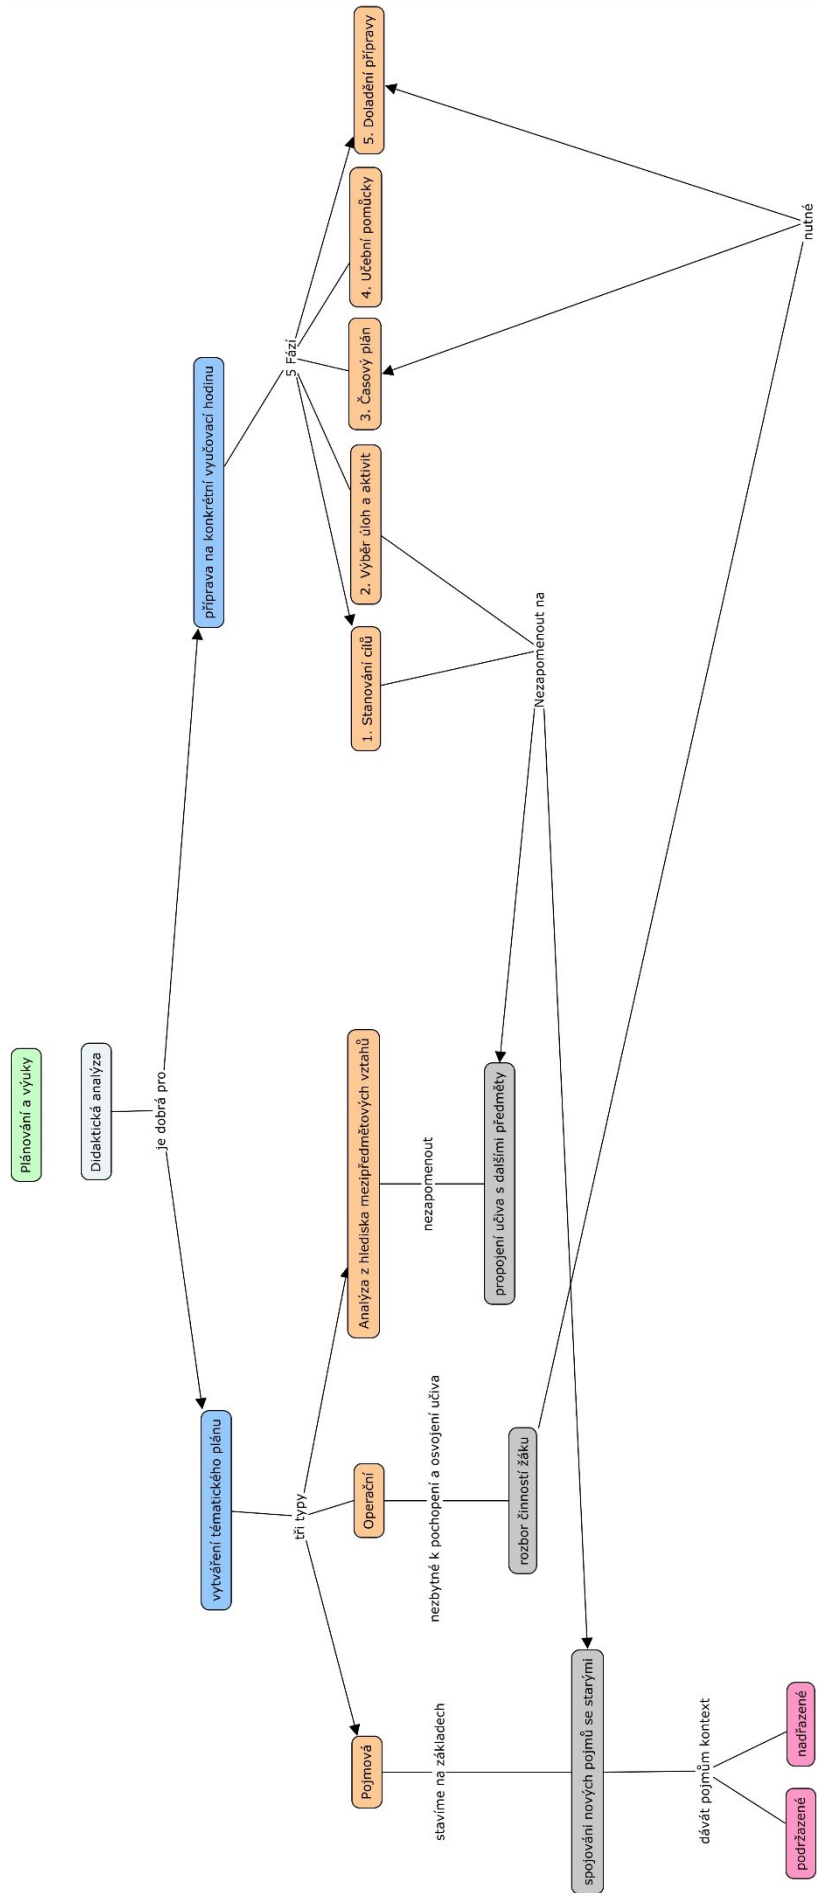 Plánování a výuky
Didaktická analýza
je dobrá pro
vytváření tématického plánu
příprava na konkrétní vyučovací hodinu
tři typy
5 Fází
Pojmová
Operační
Analýza z hlediska mezipředmětových vztahů
1. Stanování cílů
2. Výběr úloh a aktivit
3. Časový plán
4. Učební pomůcky
5. Doladění přípravy
stavíme na základech
nezbytné k pochopení a osvojení učiva
nezapomenout
Nezapomenout na
rozbor činností žáku
propojení učiva s dalšími předměty
spojování nových pojmů se starými
dávát pojmům kontext
nutné
podržazené
nadřazené